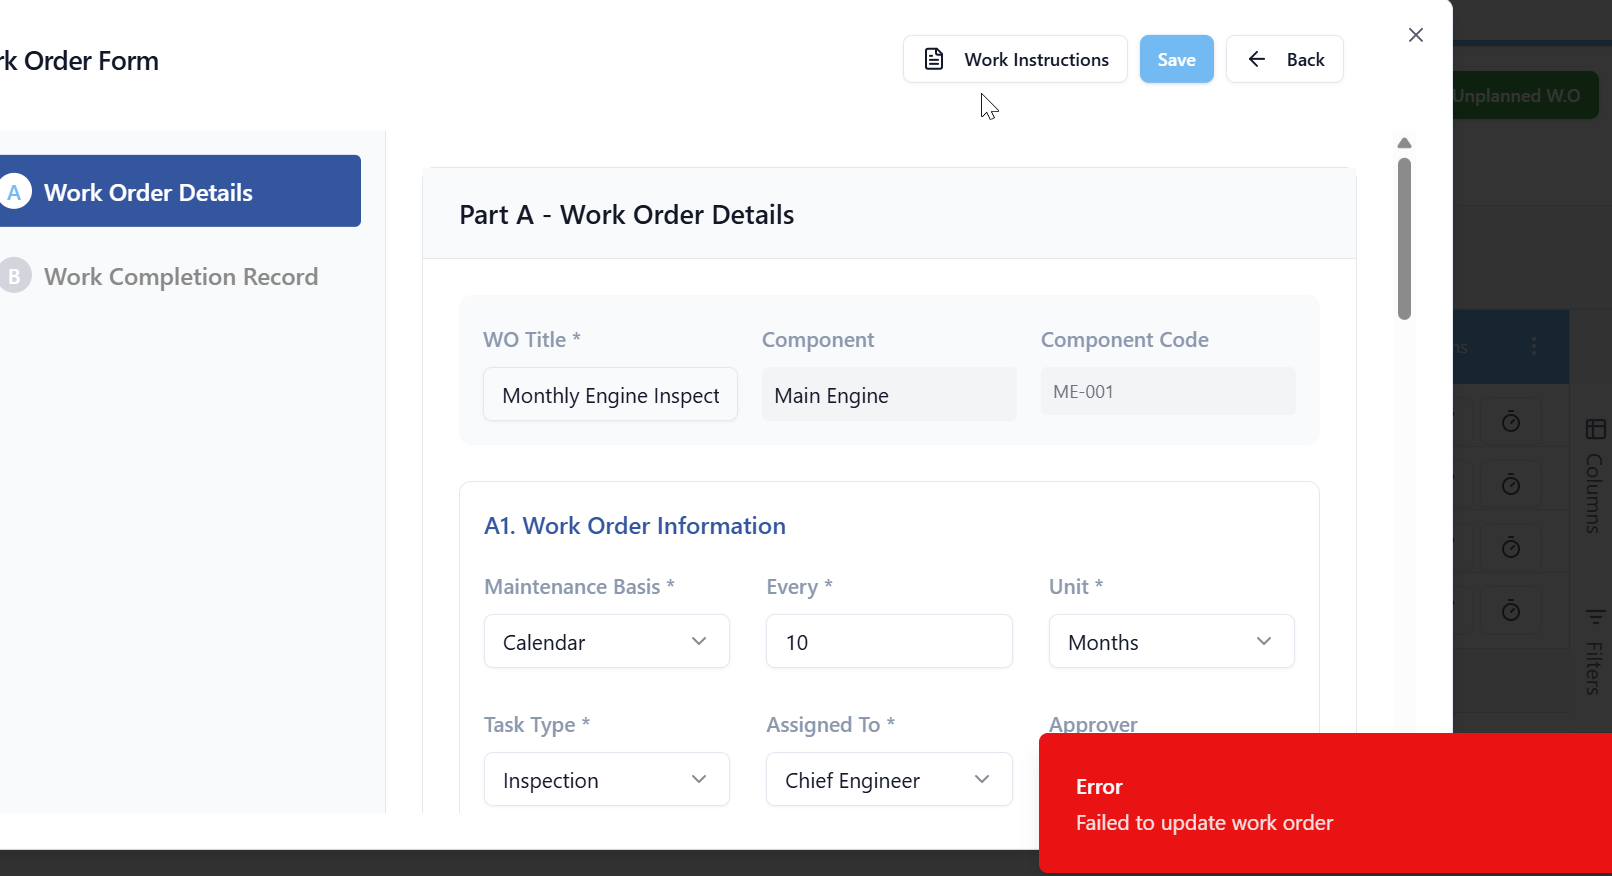 rk Order Form
Work Instructions
Save
Back
Unplanned W.O
A Work Order Details
B Work Completion Record
Part A - Work Order Details
WO Title *
Component
Component Code
Monthly Engine Inspect
Main Engine
ME-001
A1. Work Order Information
Maintenance Basis *
Every *
Unit *
Calendar
10
Months
Task Type *
Assigned To *
Approver
Inspection
Chief Engineer
Columns
Filters
Error
Failed to update work order